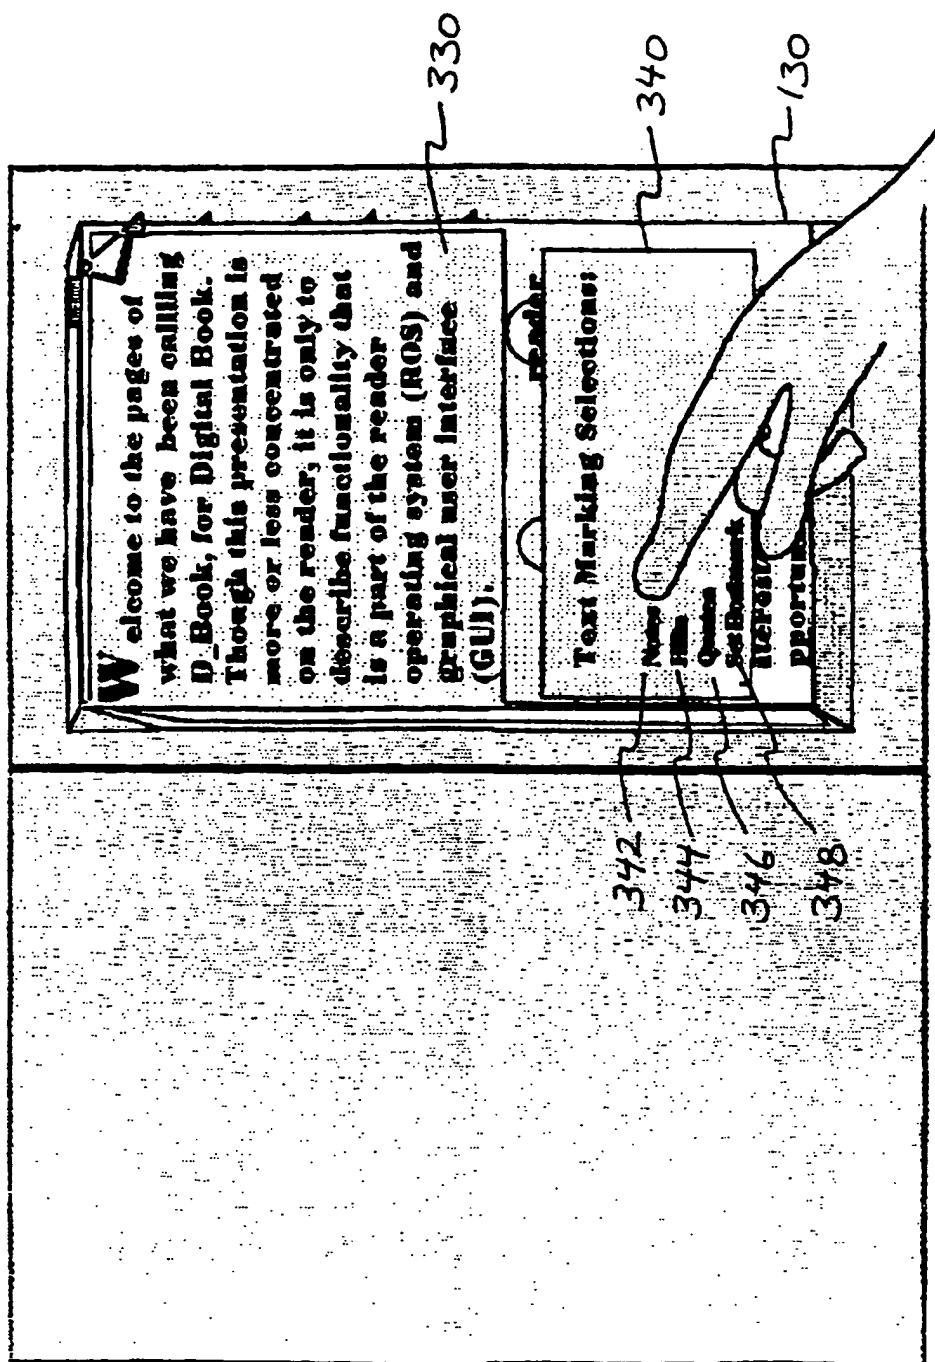 Welcome to the pages of
what we have been calling
D_Book, for Digital Book.
Though this presentation is
more or less concentrated
on the reader, it is only to
describe functionality that
is a part of the reader
operating system (ROS) and
graphical user interface
(GUI).
reader
Text Marking Selections:
Notes
Quotes
Set Bookmark
pportun
330
340
130
342
344
346
348